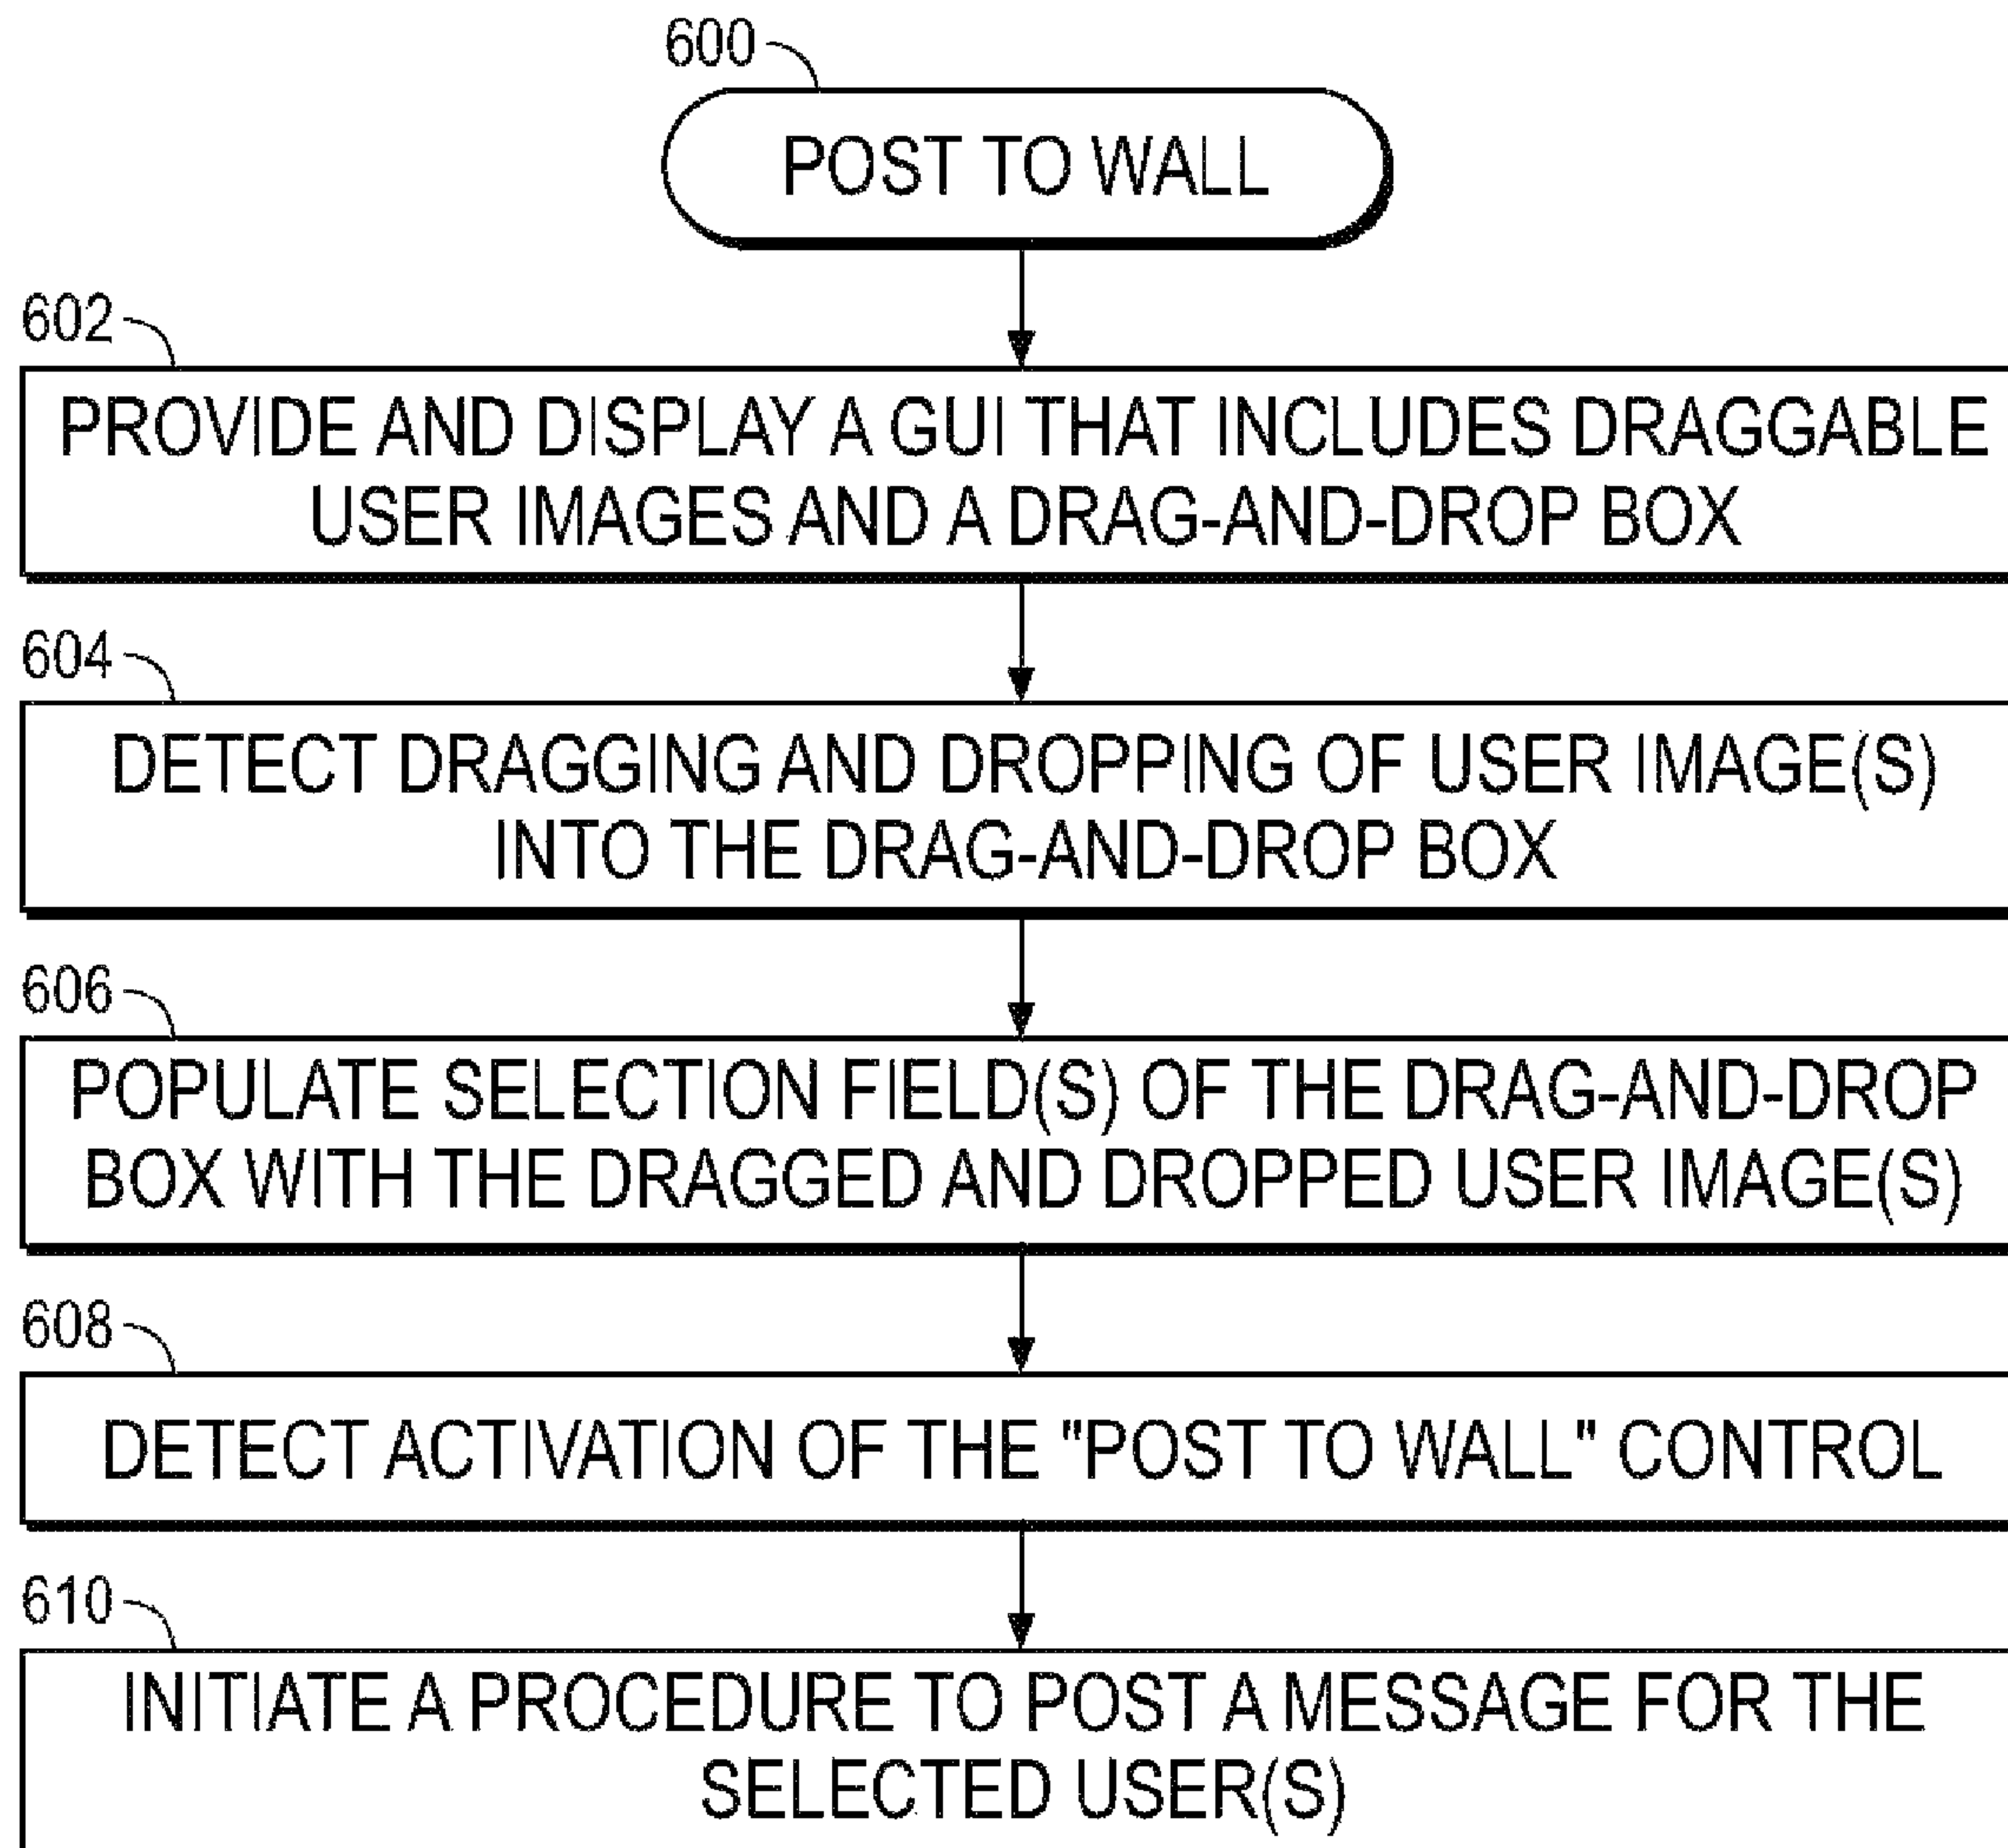 600
POST TO WALL
602
PROVIDE AND DISPLAY A GUI THAT INCLUDES DRAGGABLE
USER IMAGES AND A DRAG-AND-DROP BOX
604
DETECT DRAGGING AND DROPPING OF USER IMAGE(S)
INTO THE DRAG-AND-DROP BOX
606
POPULATE SELECTION FIELD(S) OF THE DRAG-AND-DROP
BOX WITH THE DRAGGED AND DROPPED USER IMAGE(S)
608
DETECT ACTIVATION OF THE "POST TO WALL" CONTROL
610
INITIATE A PROCEDURE TO POST A MESSAGE FOR THE
SELECTED USER(S)